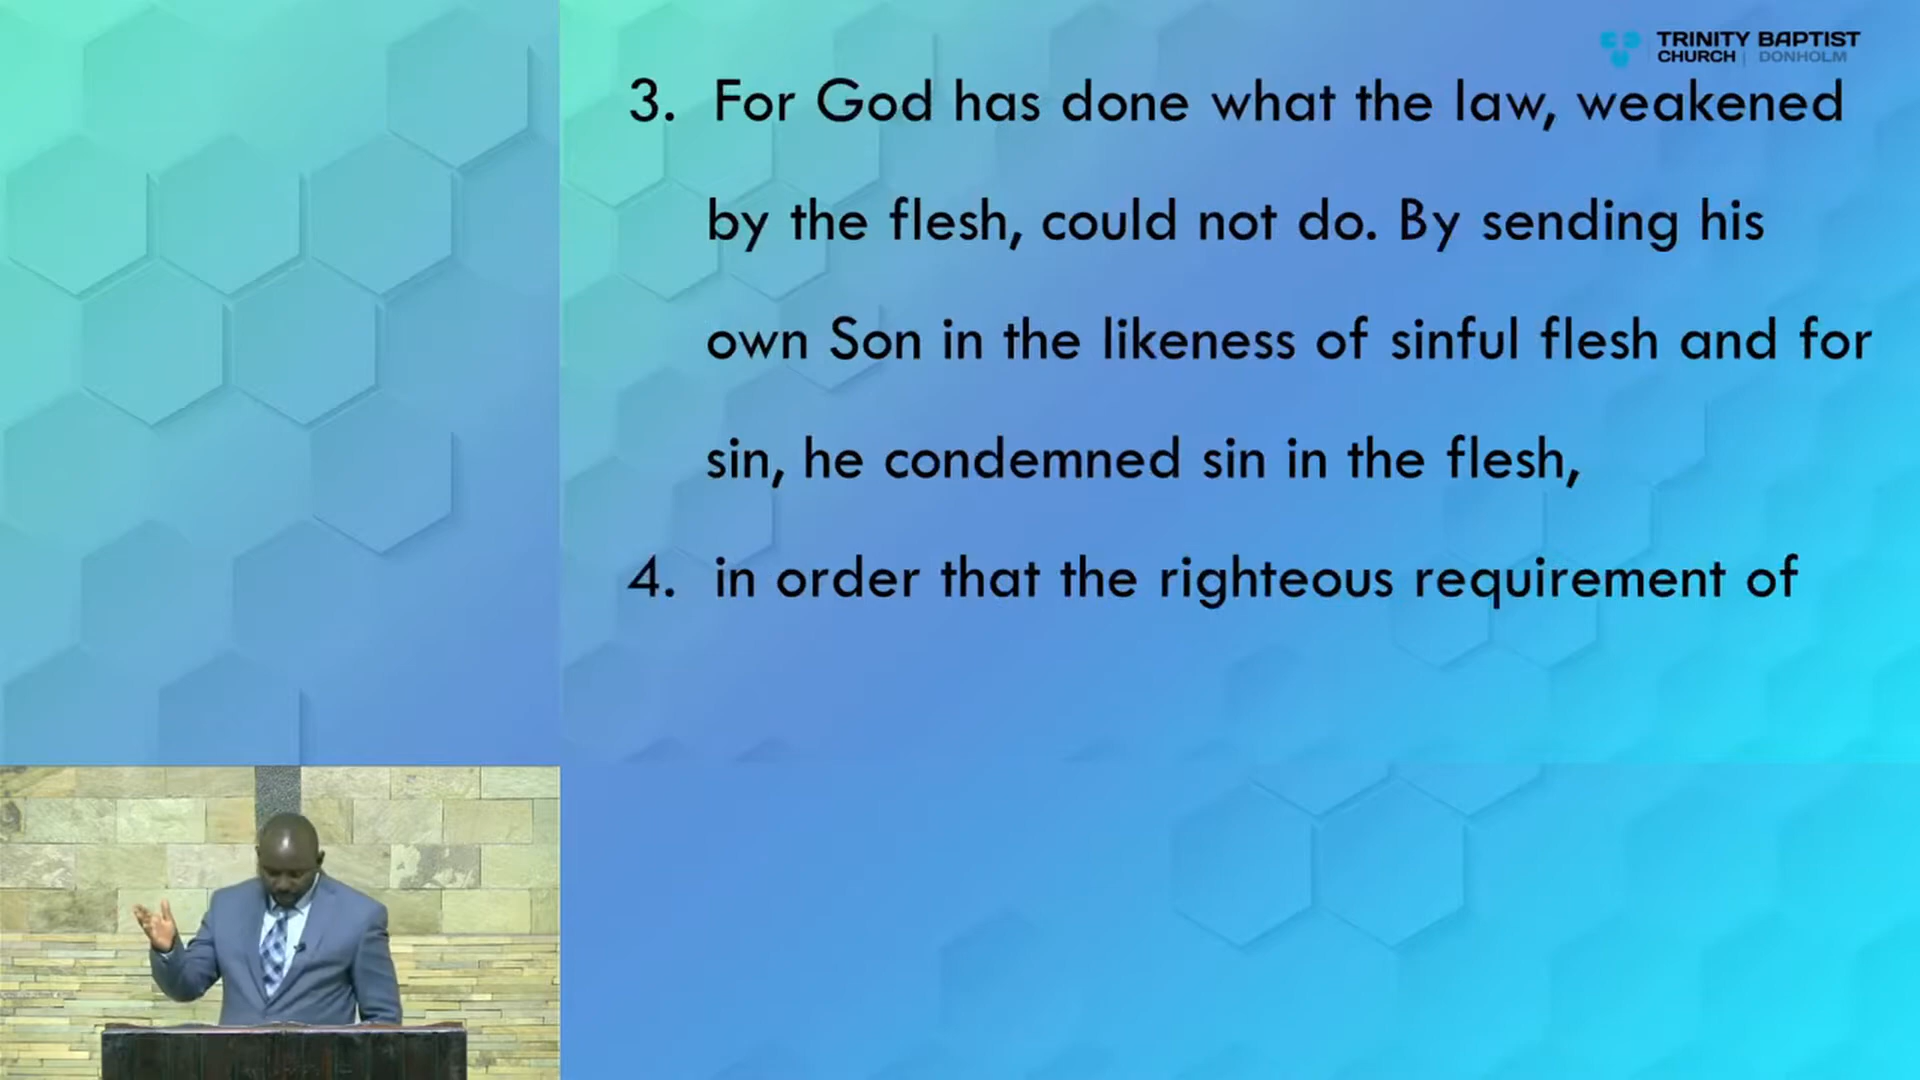 TRINITY BAPTIST
CHURCH | DONHOLM
3. For God has done what the law, weakened
by the flesh, could not do. By sending his
own Son in the likeness of sinful flesh and for
sin, he condemned sin in the flesh,
4. in order that the righteous requirement of